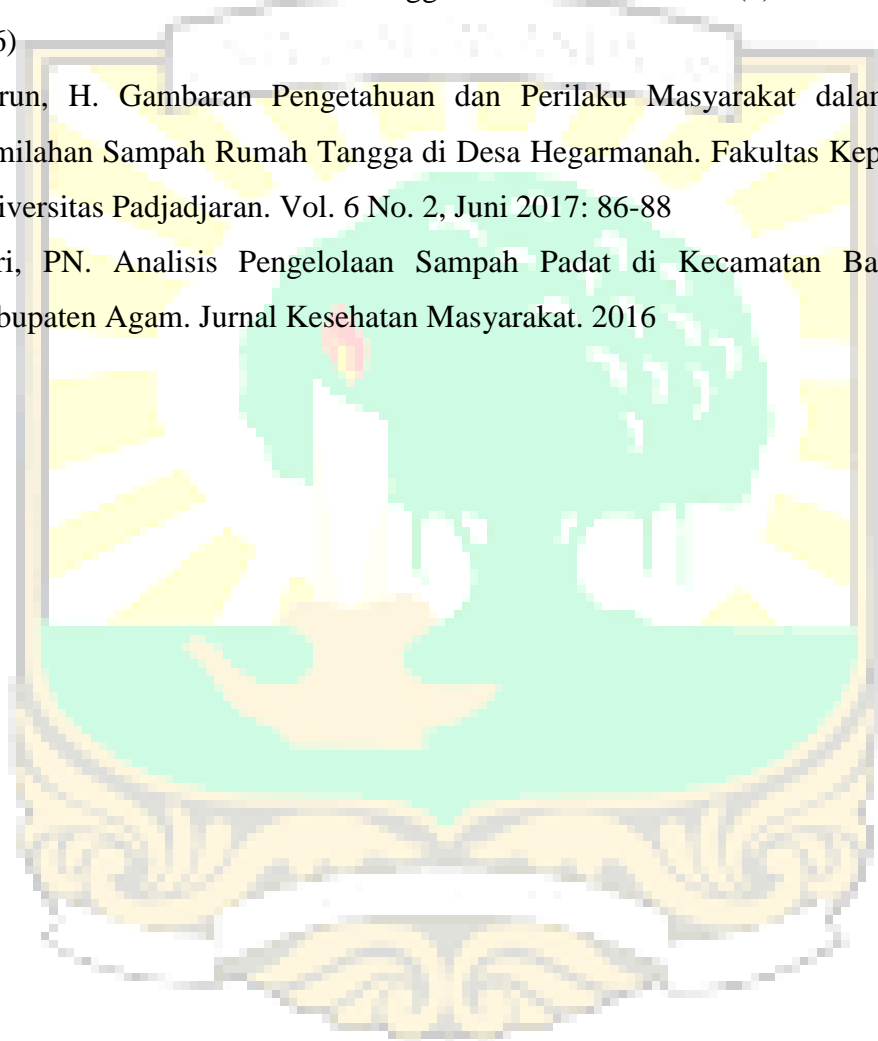 6)
run, H. Gambaran Pengetahuan dan Perilaku Masyarakat dalam
milahan Sampah Rumah Tangga di Desa Hegarmanah. Fakultas Kep
iversitas Padjadjaran. Vol. 6 No. 2, Juni 2017: 86-88
ri, PN. Analisis Pengelolaan Sampah Padat di Kecamatan Ba
bupaten Agam. Jurnal Kesehatan Masyarakat. 2016